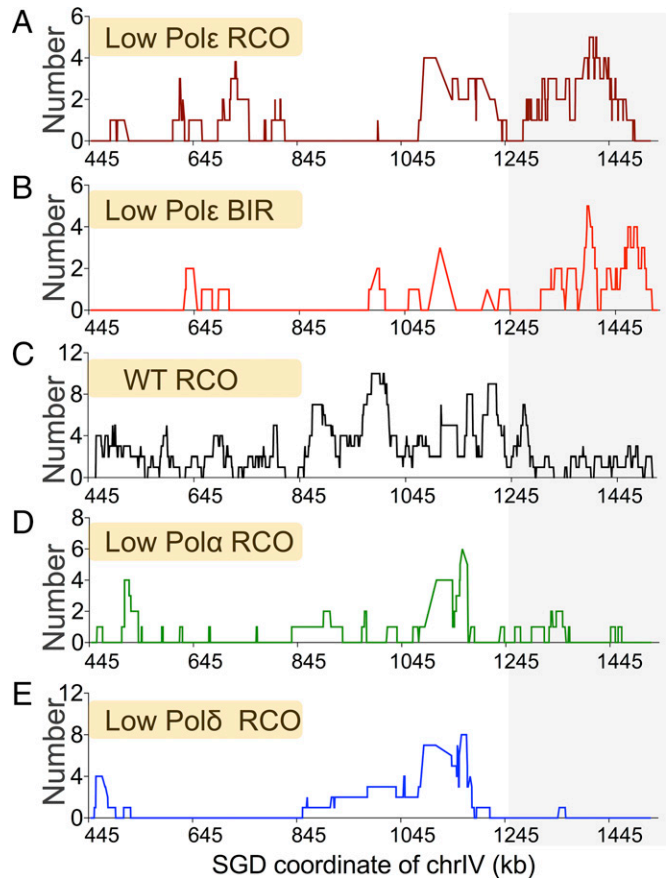 A
Low Polε RCO
Number
6
4
2
0
445 645 845 1045 1245 1445
B
Low Polε BIR
Number
6
4
2
0
445 645 845 1045 1245 1445
C
WT RCO
Number
12
8
4
0
445 645 845 1045 1245 1445
D
Low Polα RCO
Number
8
6
4
2
0
445 645 845 1045 1245 1445
E
Low Polδ RCO
Number
12
8
4
0
445 645 845 1045 1245 1445
SGD coordinate of chrIV (kb)